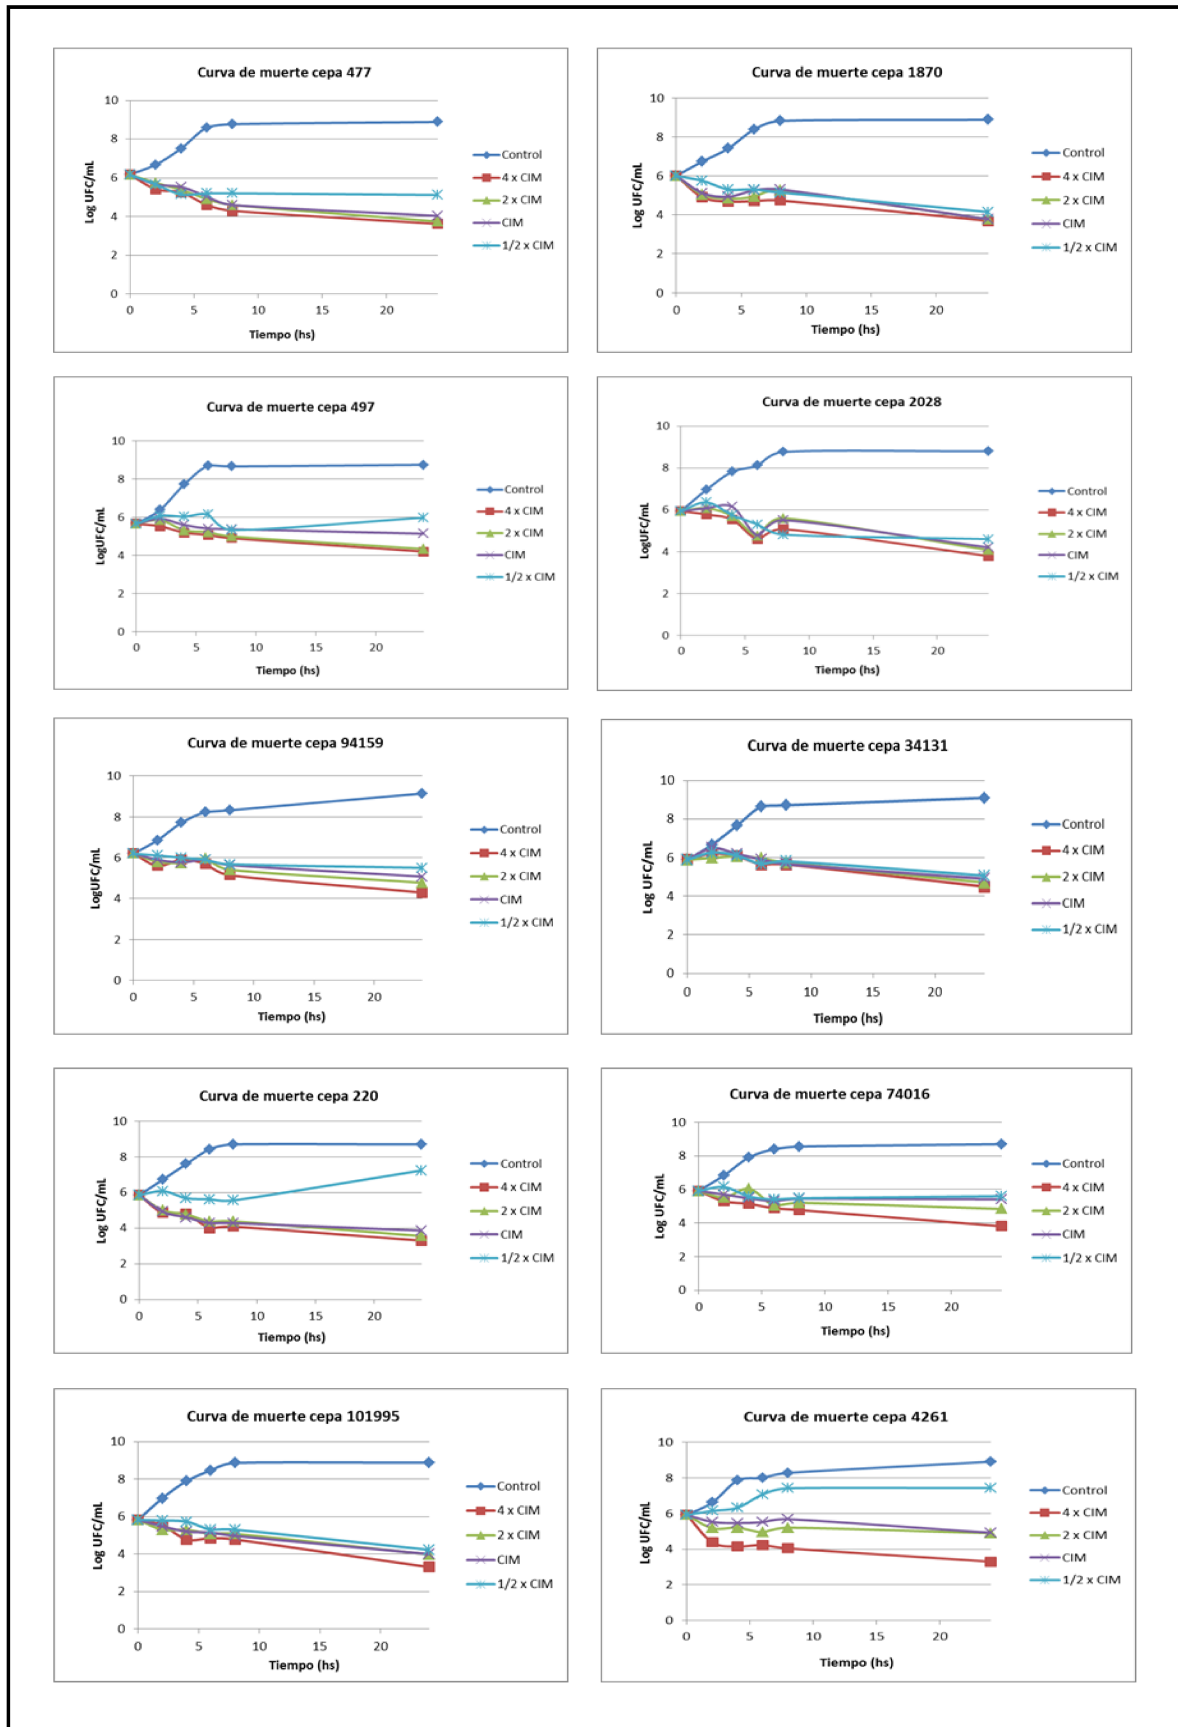 Curva de muerte cepa 477
10
8
6
4
2
0
Log UFC/mL
0 5 10 15 20
Tiempo (hs)
Control
4 x CIM
2 x CIM
CIM
1/2 x CIM
Curva de muerte cepa 1870
10
8
6
4
2
0
Log UFC/mL
0 5 10 15 20
Tiempo (hs)
Control
4 x CIM
2 x CIM
CIM
1/2 x CIM
Curva de muerte cepa 497
10
8
6
4
2
0
LogUFC/mL
0 5 10 15 20
Tiempo (hs)
Control
4 x CIM
2 x CIM
CIM
1/2 x CIM
Curva de muerte cepa 2028
10
8
6
4
2
0
LogUFC/mL
0 5 10 15 20
Tiempo (hs)
Control
4 x CIM
2 x CIM
CIM
1/2 x CIM
Curva de muerte cepa 94159
10
8
6
4
2
0
LogUFC/mL
0 5 10 15 20
Tiempo (hs)
Control
4 x CIM
2 x CIM
CIM
1/2 x CIM
Curva de muerte cepa 34131
10
8
6
4
2
0
Log UFC/mL
0 5 10 15 20
Tiempo (hs)
Control
4 x CIM
2 x CIM
CIM
1/2 x CIM
Curva de muerte cepa 220
10
8
6
4
2
0
Log UFC/mL
0 5 10 15 20
Tiempo (hs)
Control
4 x CIM
2 x CIM
CIM
1/2 x CIM
Curva de muerte cepa 74016
10
8
6
4
2
0
Log UFC/mL
0 5 10 15 20
Tiempo (hs)
Control
4 x CIM
2 x CIM
CIM
1/2 x CIM
Curva de muerte cepa 101995
10
8
6
4
2
0
Log UFC/mL
0 5 10 15 20
Tiempo (hs)
Control
4 x CIM
2 x CIM
CIM
1/2 x CIM
Curva de muerte cepa 4261
10
8
6
4
2
0
Log UFC/mL
0 5 10 15 20
Tiempo (hs)
Control
4 x CIM
2 x CIM
CIM
1/2 x CIM